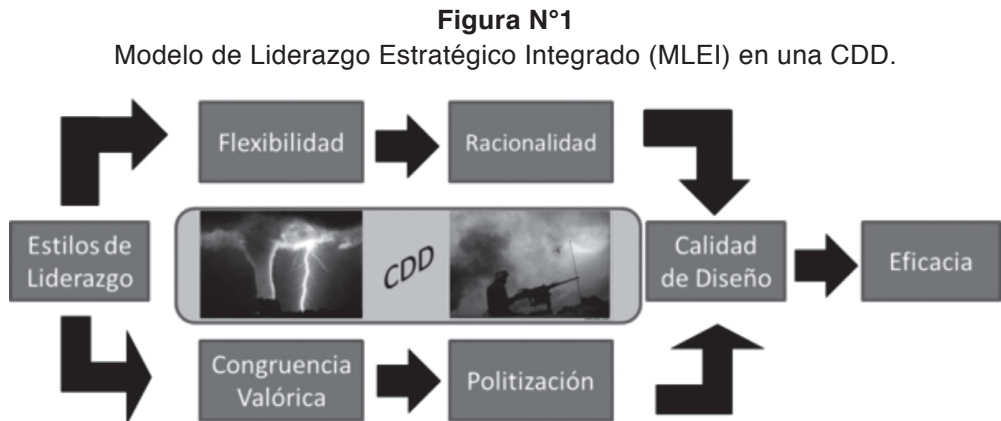 Figura N°1
Modelo de Liderazgo Estratégico Integrado (MLEI) en una CDD.
Flexibilidad
Racionalidad
Estilos de
Liderazgo
CDD
Calidad
de Diseño
Eficacia
Congruencia
Valórica
Politización